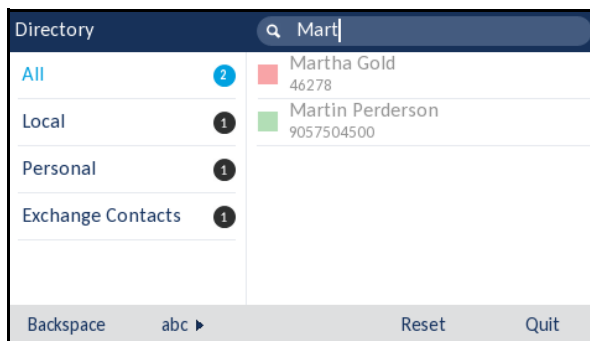 Directory
Mart
All 2
Local 1
Personal 1
Exchange Contacts 1
Martha Gold
46278
Martin Perderson
9057504500
Backspace abc Reset Quit